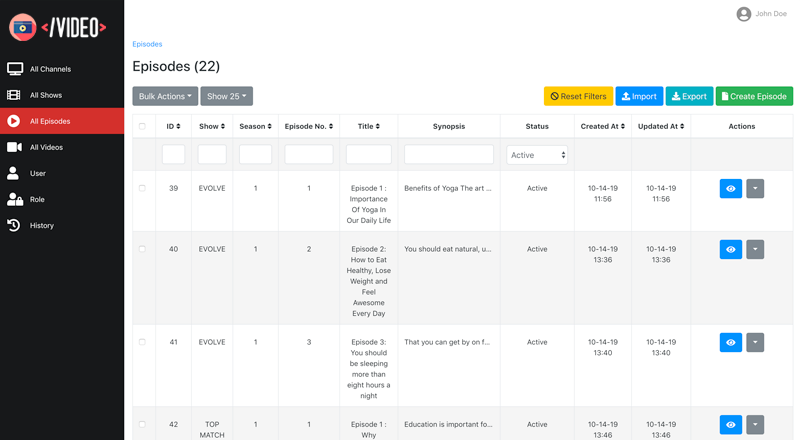 </VIDEO>
John Doe
All Channels
All Shows
All Episodes
All Videos
User
Role
History
Episodes
Episodes (22)
Bulk Actions
Show 25
Reset Filters
Import
Export
Create Episode
ID Show Season Episode No. Title Synopsis Status Created At Updated At Actions
Active
39 EVOLVE 1 1 Episode 1 : Benefits of Yoga The art ... Active 10-14-19 10-14-19
Importance 11:56 11:56
Of Yoga In
Our Daily Life
40 EVOLVE 1 2 Episode 2: You should eat natural, u... Active 10-14-19 10-14-19
How to Eat 13:36 13:36
Healthy, Lose
Weight and
Feel
Awesome
Every Day
41 EVOLVE 1 3 Episode 3: That you can get by on f... Active 10-14-19 10-14-19
You should 13:40 13:40
be sleeping
more than
eight hours a
night
42 TOP 1 1 Episode 1 : Education is important fo... Active 10-14-19 10-14-19
MATCH Why 13:46 13:46